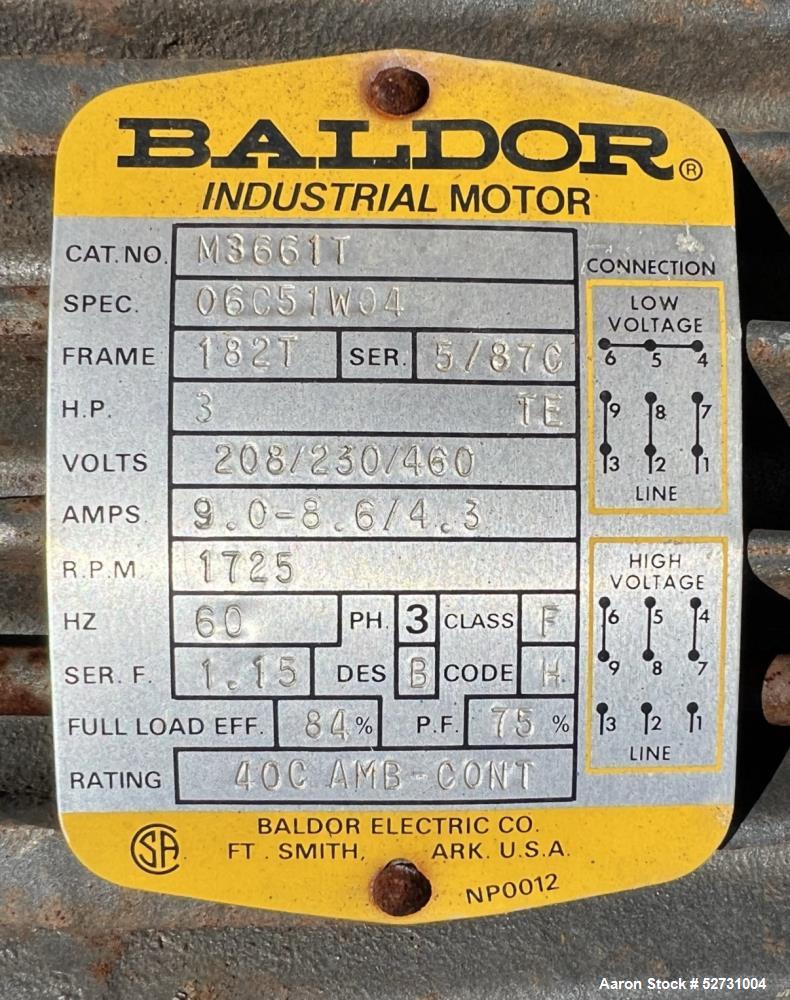 BALDOR®
INDUSTRIAL MOTOR
CAT. NO. M3661T
SPEC. 06C51W04
FRAME 182T SER. 5/87C
H.P. 3 TE
VOLTS 208/230/460
AMPS 9.0-8.6/4.3
R.P.M. 1725
HZ 60 PH. 3 CLASS F
SER. F. 1.15 DES B CODE H
FULL LOAD EFF. 84% P.F. 75%
RATING 40C AMB-CONT
CONNECTION
LOW
VOLTAGE
6 5 4
9 8 7
3 2 1
LINE
HIGH
VOLTAGE
6 5 4
9 8 7
3 2 1
LINE
SA
BALDOR ELECTRIC CO.
FT. SMITH, ARK. U.S.A.
NP0012
Aaron Stock # 52731004